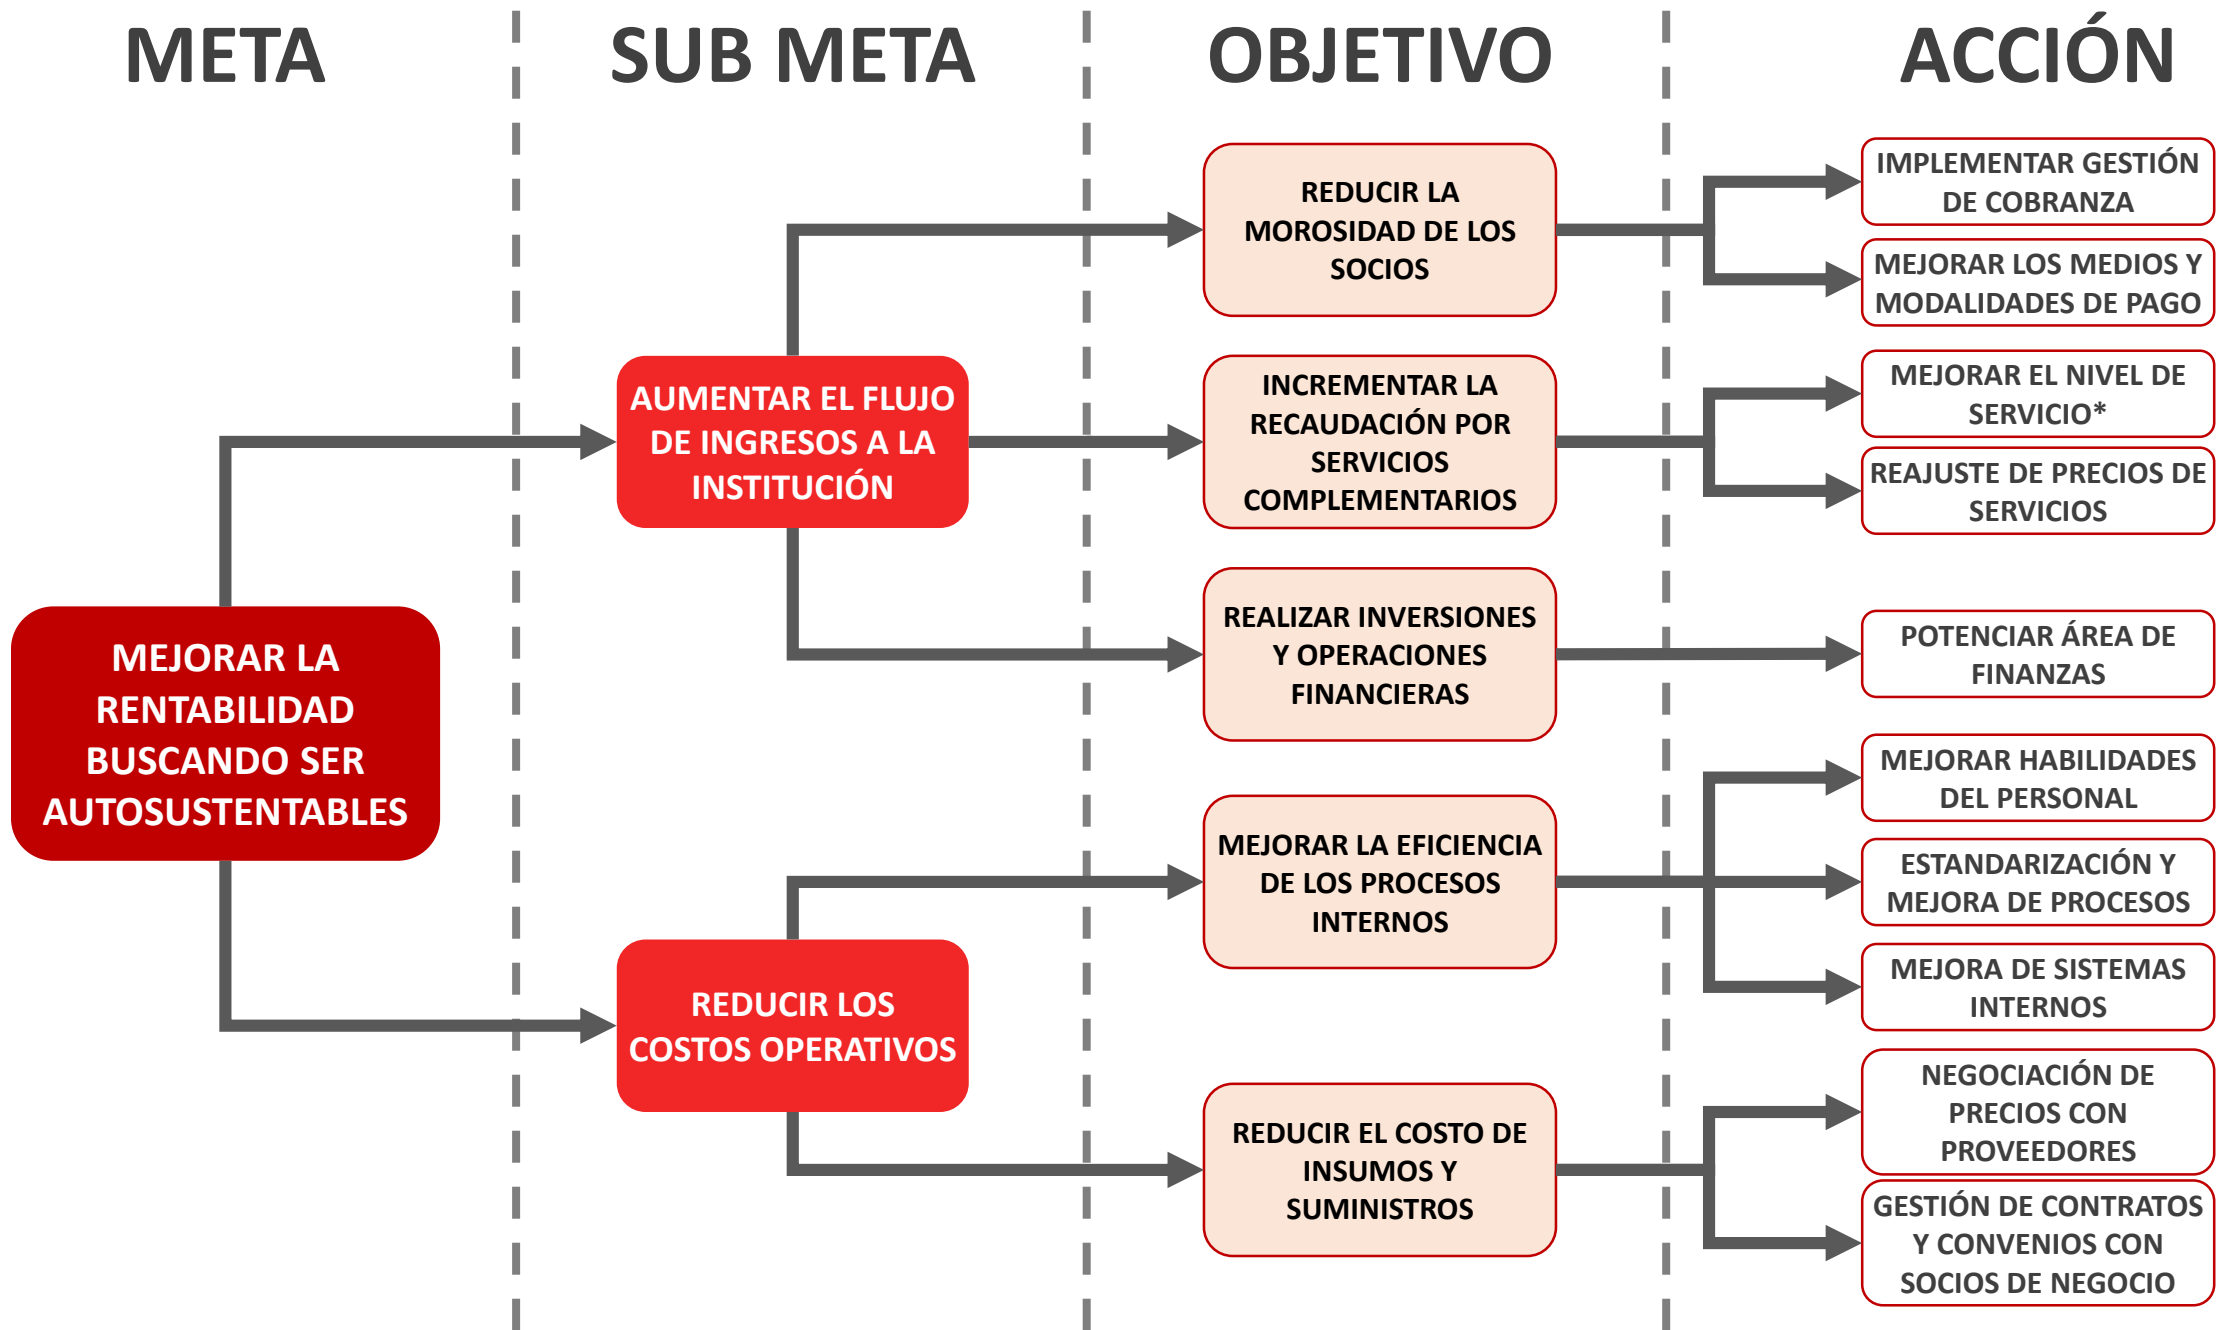 META
SUB META
OBJETIVO
ACCIÓN
MEJORAR LA
RENTABILIDAD
BUSCANDO SER
AUTOSUSTENTABLES
AUMENTAR EL FLUJO
DE INGRESOS A LA
INSTITUCIÓN
REDUCIR LOS
COSTOS OPERATIVOS
REDUCIR LA
MOROSIDAD DE LOS
SOCIOS
INCREMENTAR LA
RECAUDACIÓN POR
SERVICIOS
COMPLEMENTARIOS
REALIZAR INVERSIONES
Y OPERACIONES
FINANCIERAS
MEJORAR LA EFICIENCIA
DE LOS PROCESOS
INTERNOS
REDUCIR EL COSTO DE
INSUMOS Y
SUMINISTROS
IMPLEMENTAR GESTIÓN
DE COBRANZA
MEJORAR LOS MEDIOS Y
MODALIDADES DE PAGO
MEJORAR EL NIVEL DE
SERVICIO*
REAJUSTE DE PRECIOS DE
SERVICIOS
POTENCIAR ÁREA DE
FINANZAS
MEJORAR HABILIDADES
DEL PERSONAL
ESTANDARIZACIÓN Y
MEJORA DE PROCESOS
MEJORA DE SISTEMAS
INTERNOS
NEGOCIACIÓN DE
PRECIOS CON
PROVEEDORES
GESTIÓN DE CONTRATOS
Y CONVENIOS CON
SOCIOS DE NEGOCIO